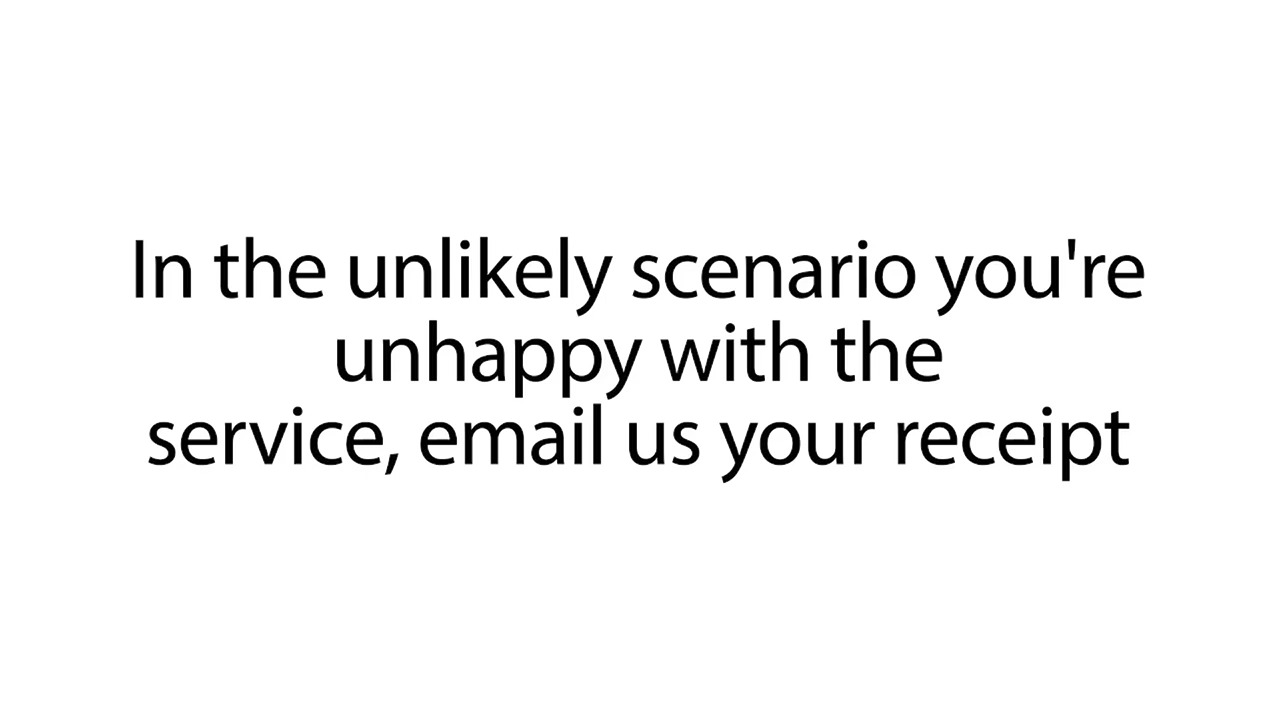 In the unlikely scenario you're
unhappy with the
service, email us your receipt